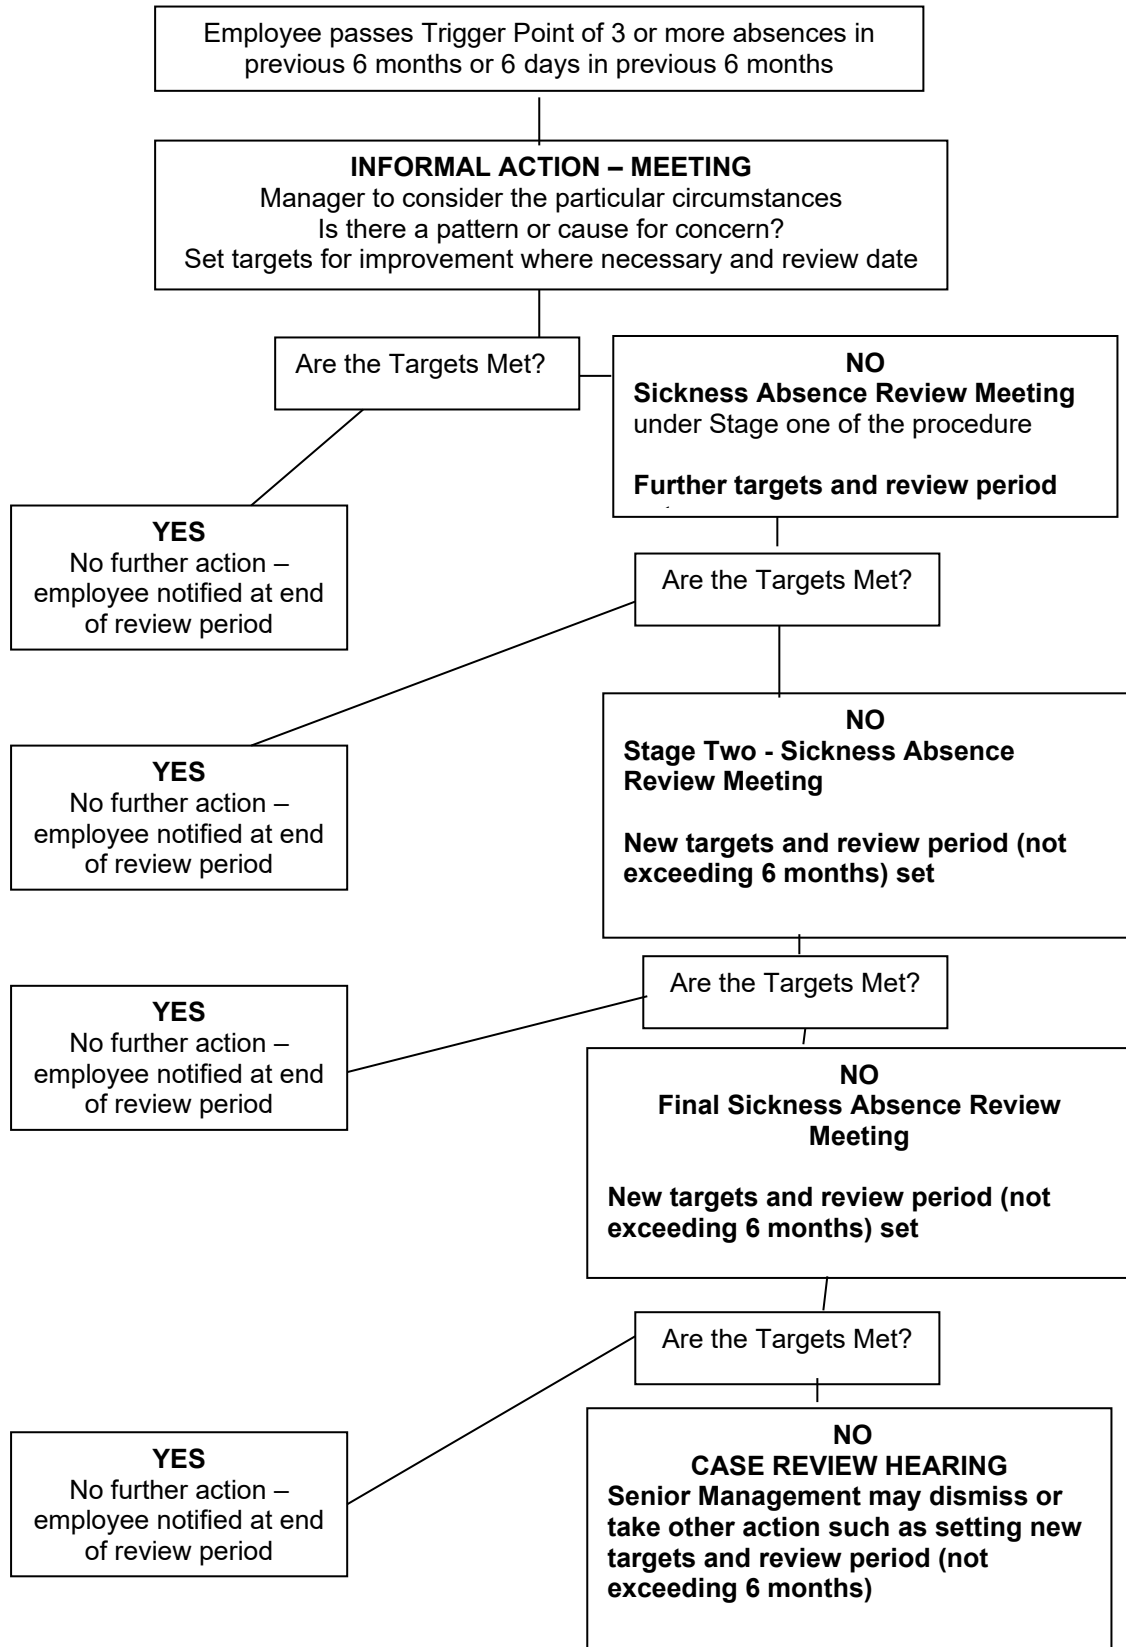 Employee passes Trigger Point of 3 or more absences in
previous 6 months or 6 days in previous 6 months
INFORMAL ACTION – MEETING
Manager to consider the particular circumstances
Is there a pattern or cause for concern?
Set targets for improvement where necessary and review date
Are the Targets Met?
NO
Sickness Absence Review Meeting
under Stage one of the procedure
Further targets and review period
YES
No further action –
employee notified at end
of review period
Are the Targets Met?
NO
Stage Two - Sickness Absence
Review Meeting
New targets and review period (not
exceeding 6 months) set
YES
No further action –
employee notified at end
of review period
Are the Targets Met?
YES
No further action –
employee notified at end
of review period
NO
Final Sickness Absence Review
Meeting
New targets and review period (not
exceeding 6 months) set
Are the Targets Met?
YES
No further action –
employee notified at end
of review period
NO
CASE REVIEW HEARING
Senior Management may dismiss or
take other action such as setting new
targets and review period (not
exceeding 6 months)